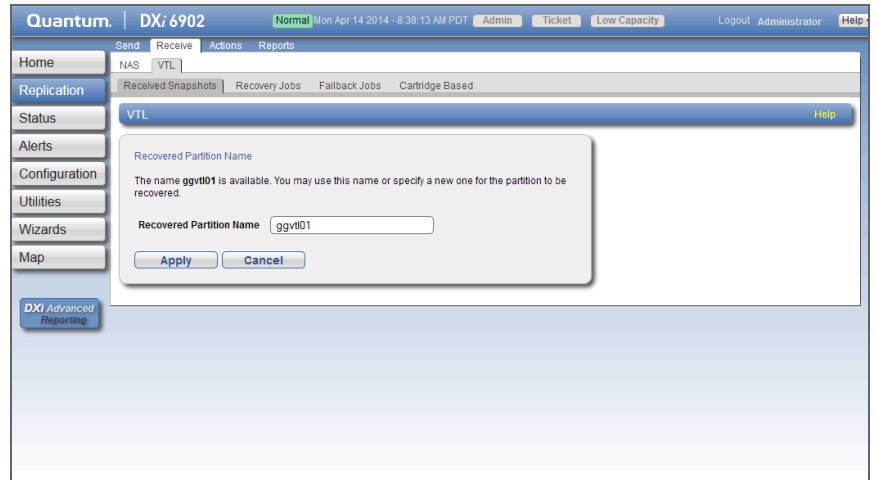 Quantum. DXi 6902 Normal Mon Apr 14 2014 - 8:38:13 AM PDT Admin Ticket Low Capacity Logout Administrator Help
Send Receive Actions Reports
Home
NAS VTL
Replication
Received Snapshots Recovery Jobs Failback Jobs Cartridge Based
Status
VTL Help
Alerts
Configuration
Utilities
Wizards
Map
Recovered Partition Name
The name ggvtl01 is available. You may use this name or specify a new one for the partition to be
recovered.
Recovered Partition Name ggvtl01
Apply Cancel
DXi Advanced
Reporting